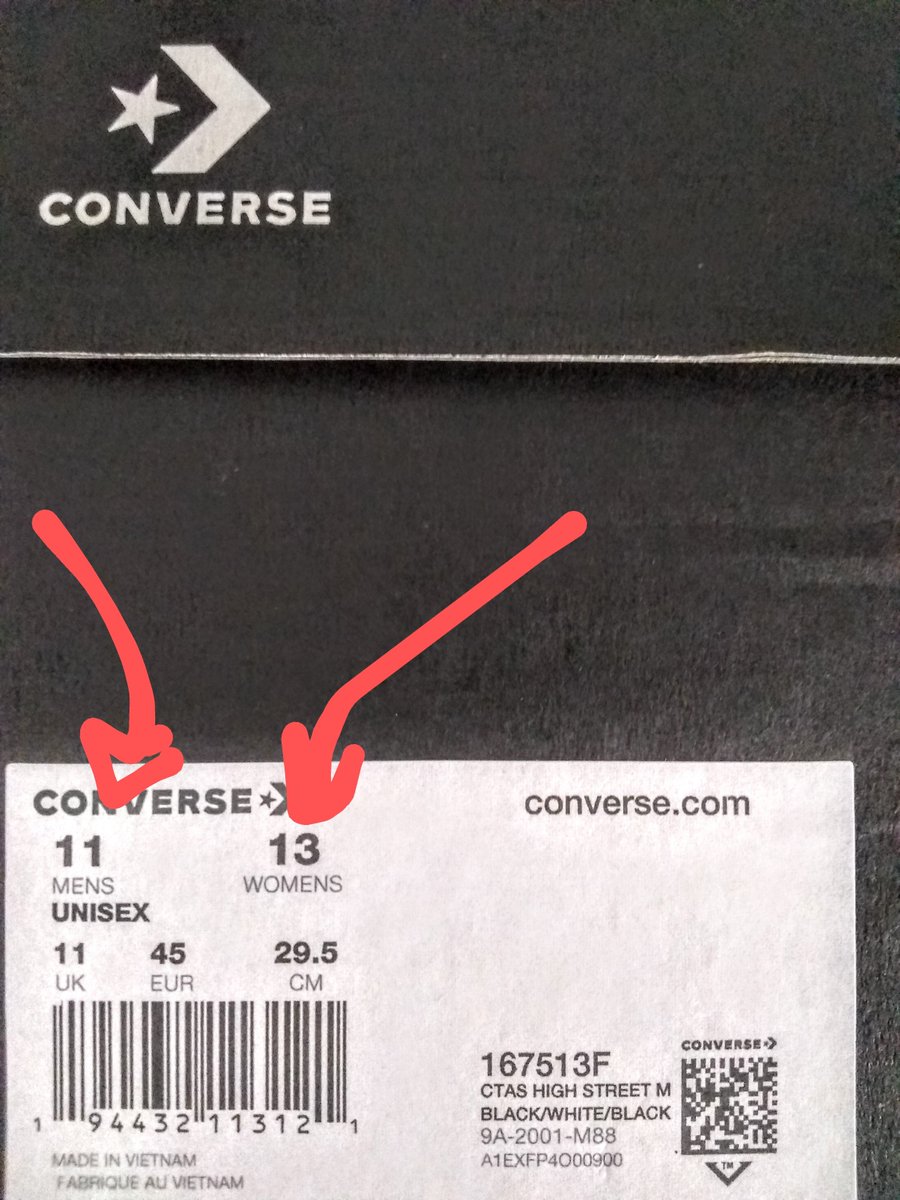 CONVERSE
CONVERSE
converse.com
11 13
MENS WOMENS
UNISEX
11 45 29.5
UK EUR CM
1 94432 11312 1
MADE IN VIETNAM
FABRIQUE AU VIETNAM
CONVERSE
167513F
CTAS HIGH STREET M
BLACK/WHITE/BLACK
9A-2001-M88
A1EXFP4O00900
TM